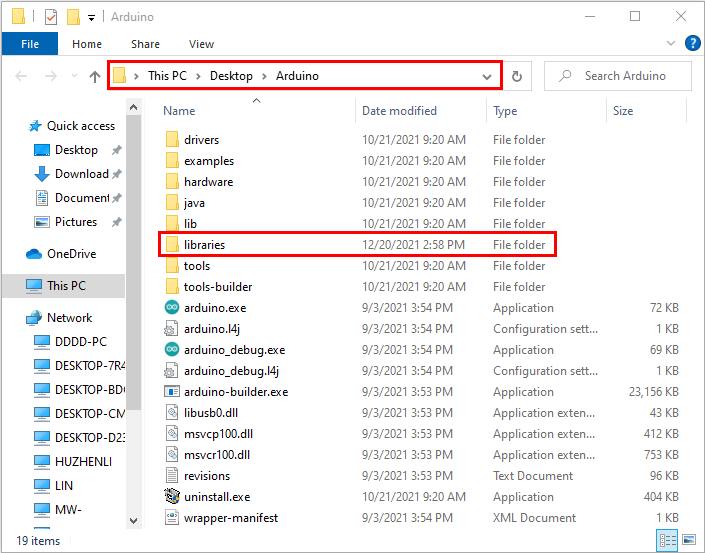 Arduino
File Home Share View
This PC > Desktop > Arduino
Search Arduino
Quick access
Desktop
Download
Document
Pictures
OneDrive
This PC
Network
DDDD-PC
DESKTOP-7R4
DESKTOP-BDC
DESKTOP-CM
DESKTOP-D23
HUZHENLI
LIN
MW-
Name Date modified Type Size
drivers 10/21/2021 9:20 AM File folder
examples 10/21/2021 9:20 AM File folder
hardware 10/21/2021 9:20 AM File folder
java 10/21/2021 9:20 AM File folder
lib 10/21/2021 9:20 AM File folder
libraries 12/20/2021 2:58 PM File folder
tools 10/21/2021 9:20 AM File folder
tools-builder 10/21/2021 9:20 AM File folder
arduino.exe 9/3/2021 3:54 PM Application 72 KB
arduino.l4j 9/3/2021 3:54 PM Configuration sett... 1 KB
arduino_debug.exe 9/3/2021 3:54 PM Application 69 KB
arduino_debug.l4j 9/3/2021 3:54 PM Configuration sett... 1 KB
arduino-builder.exe 9/3/2021 3:53 PM Application 23,156 KB
libusb0.dll 9/3/2021 3:53 PM Application exten... 43 KB
msvcp100.dll 9/3/2021 3:53 PM Application exten... 412 KB
msvcr100.dll 9/3/2021 3:53 PM Application exten... 753 KB
revisions 9/3/2021 3:53 PM Text Document 96 KB
uninstall.exe 10/21/2021 9:20 AM Application 404 KB
wrapper-manifest 9/3/2021 3:54 PM XML Document 1 KB
19 items